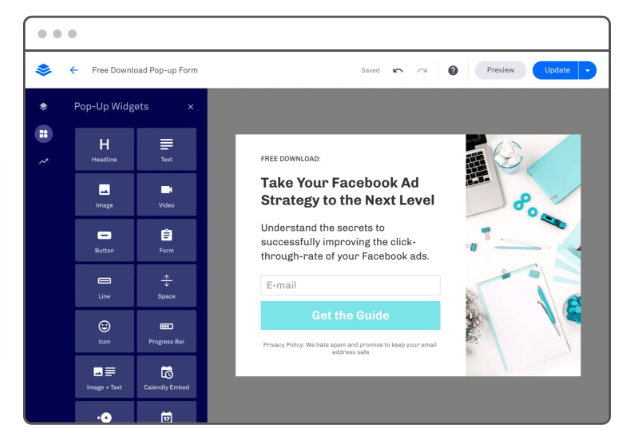 Free Download Pop-up Form
Saved
Preview
Update
Pop-Up Widgets
×
H
Headline
Text
Image
Video
Button
Form
Line
Space
Icon
Progress Bar
Image + Text
Calendly Embed
17
FREE DOWNLOAD:
Take Your Facebook Ad
Strategy to the Next Level
Understand the secrets to
successfully improving the click-
through-rate of your Facebook ads.
E-mail
Get the Guide
Privacy Policy: We hate spam and promise to keep your email
address safe